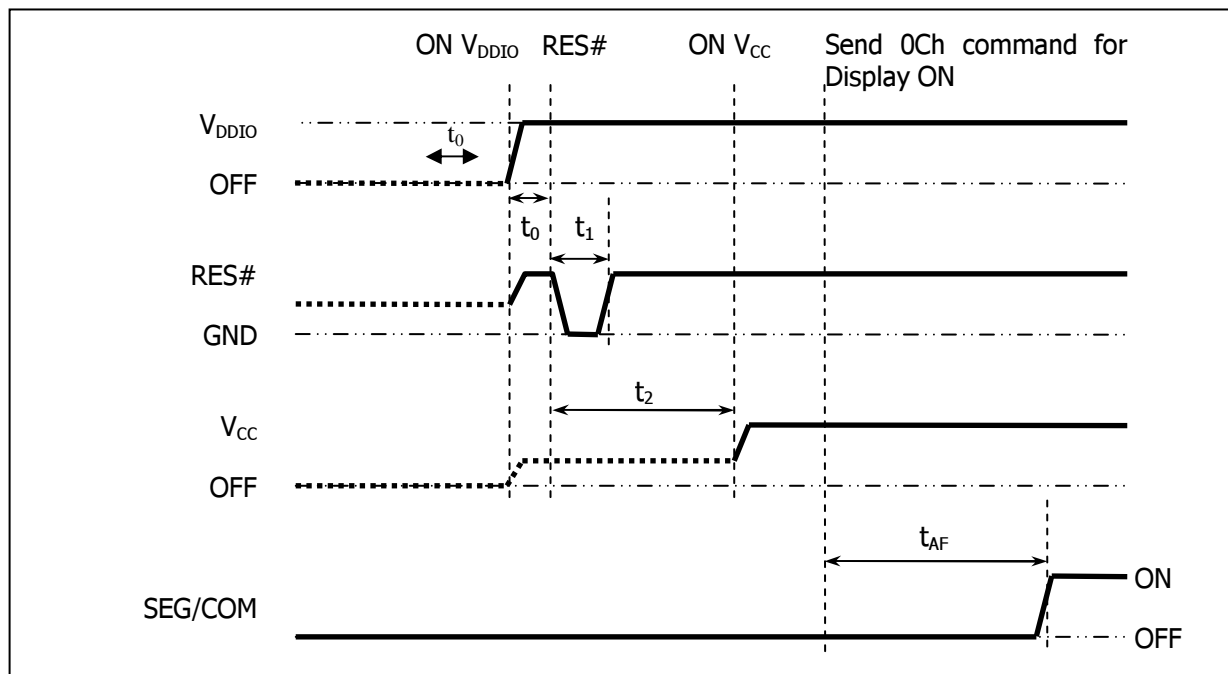 ON VDDIO RES# ON VCC Send 0Ch command for
Display ON
VDDIO
t0
OFF
t0 t1
RES#
GND
t2
VCC
OFF
tAF
ON
SEG/COM
OFF